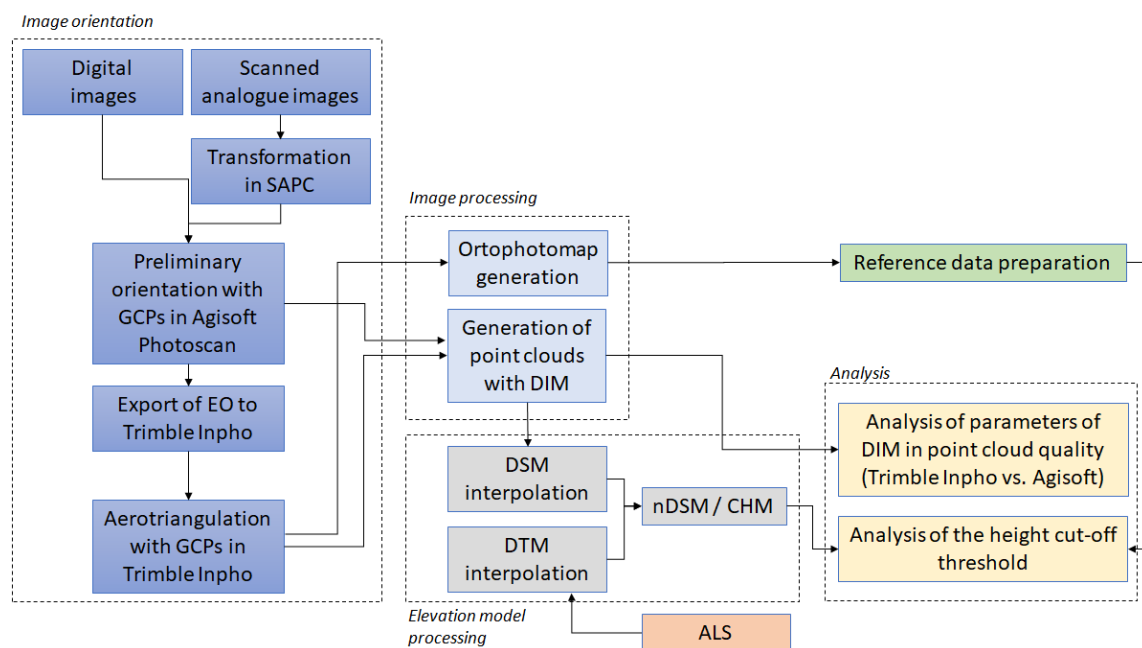 Image orientation
Digital
images
Scanned
analogue images
Transformation
in SAPC
Preliminary
orientation with
GCPs in Agisoft
Photoscan
Export of EO to
Trimble Inpho
Aerotriangulation
with GCPs in
Trimble Inpho
Image processing
Ortophotomap
generation
Generation of
point clouds
with DIM
Reference data preparation
DSM
interpolation
DTM
interpolation
nDSM / CHM
Elevation model
processing
ALS
Analysis
Analysis of parameters of
DIM in point cloud quality
(Trimble Inpho vs. Agisoft)
Analysis of the height cut-off
threshold